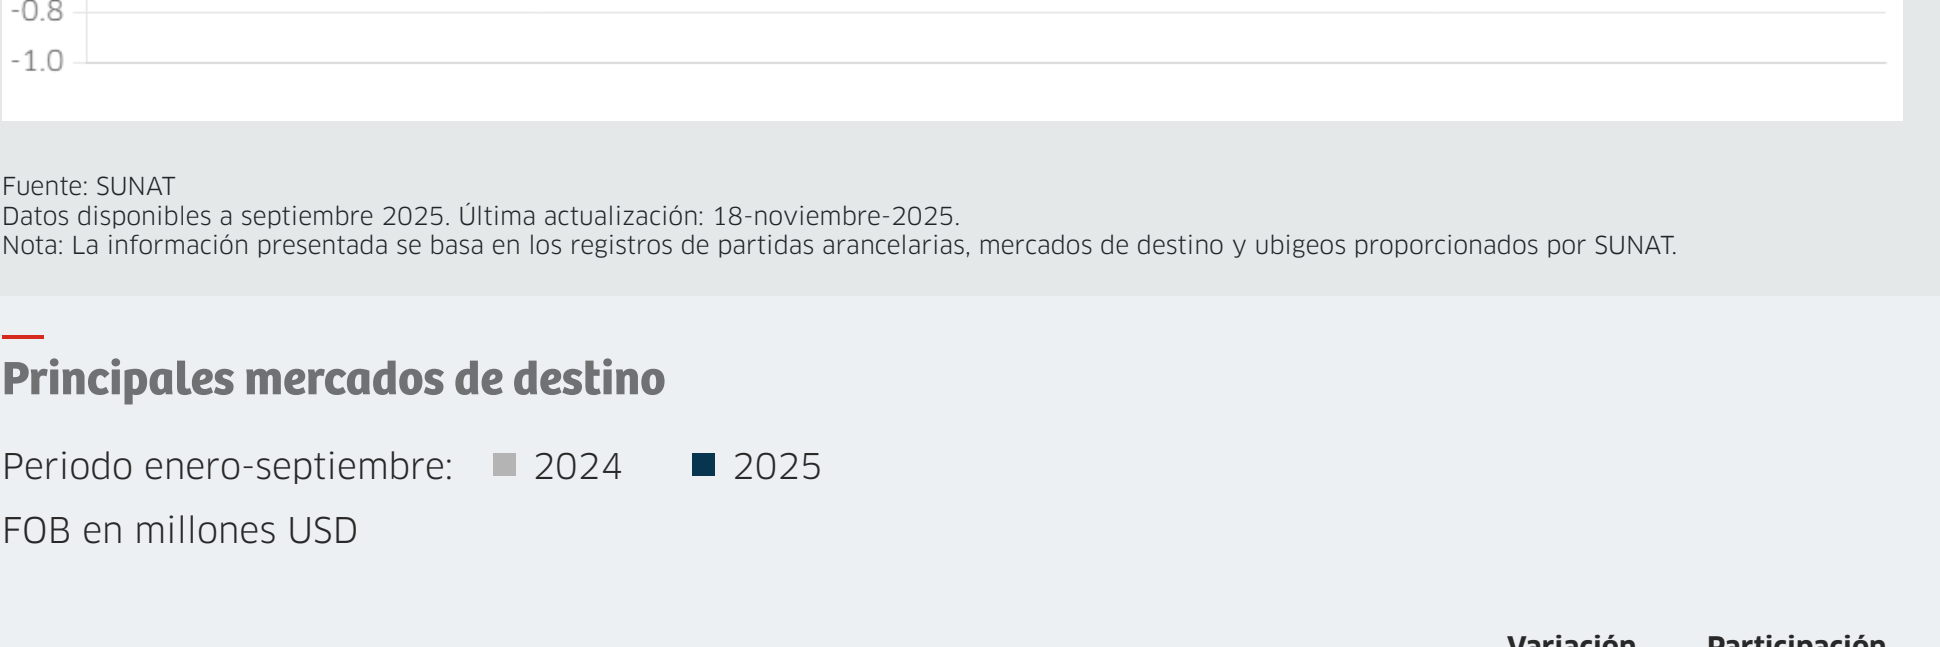 -0.8
-1.0
Fuente: SUNAT
Datos disponibles a septiembre 2025. Última actualización: 18-noviembre-2025.
Nota: La información presentada se basa en los registros de partidas arancelarias, mercados de destino y ubigeos proporcionados por SUNAT.
Principales mercados de destino
Periodo enero-septiembre: 2024 2025
FOB en millones USD
Variación Participación